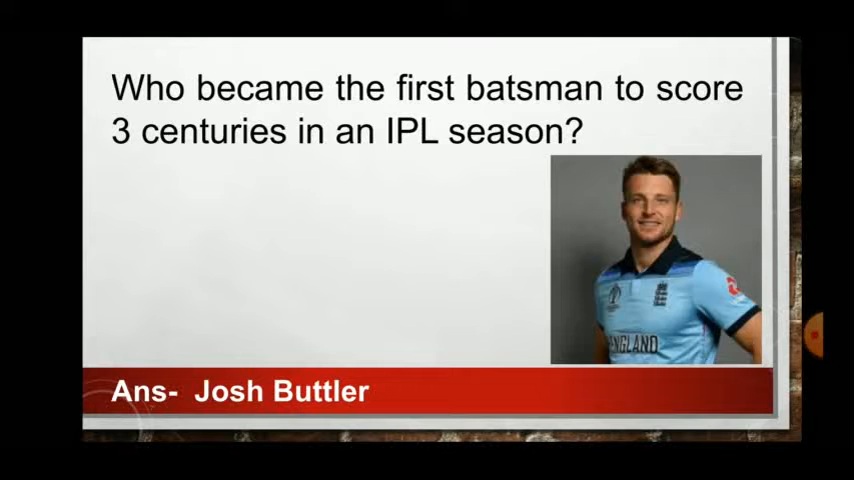 Who became the first batsman to score
3 centuries in an IPL season?
ENGLAND
Ans- Josh Buttler